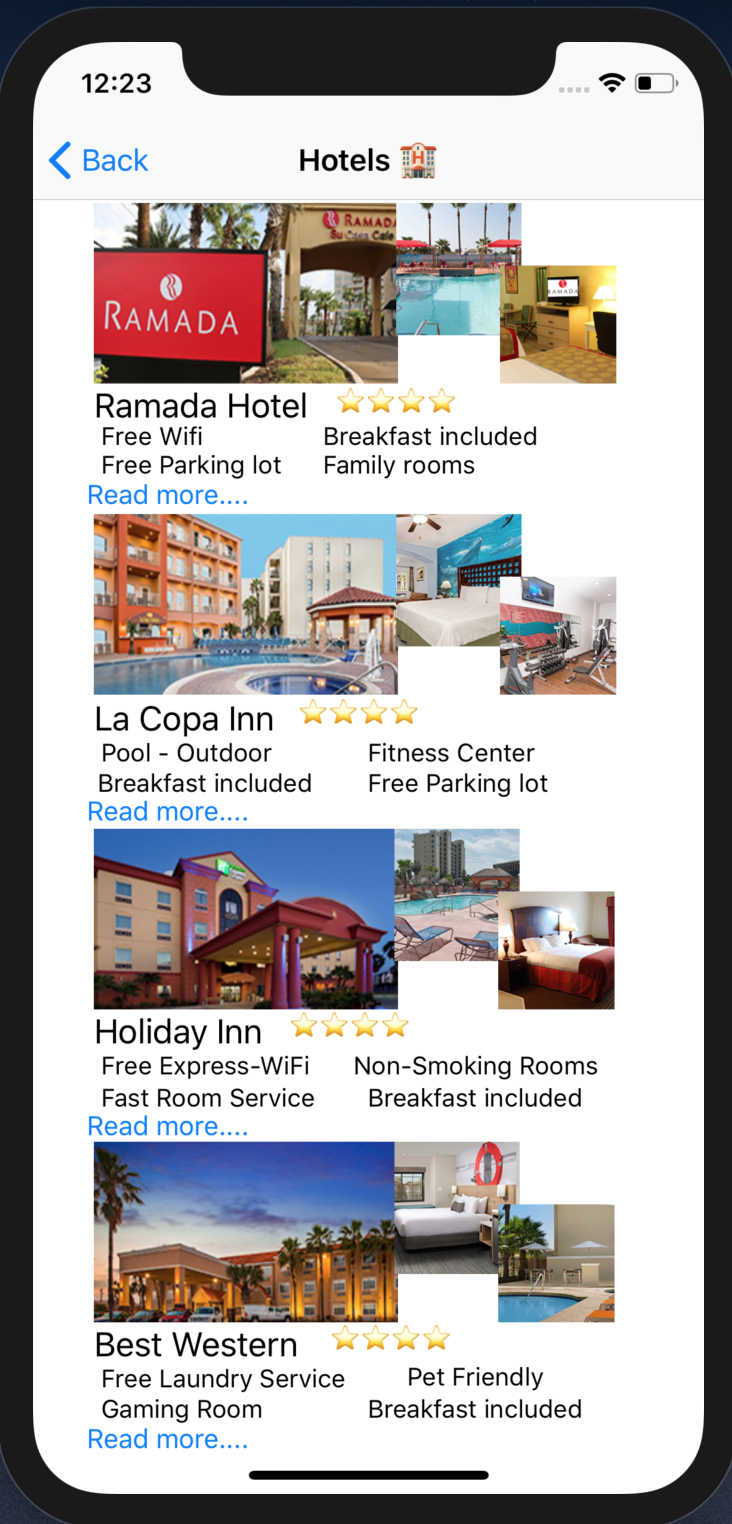 12:23
Back
Hotels
RAMADA
RAMADA
Su Casa Cafe
RAMADA
Ramada Hotel ⭐⭐⭐⭐
Free Wifi Breakfast included
Free Parking lot Family rooms
Read more....
La Copa Inn ⭐⭐⭐⭐
Pool - Outdoor Fitness Center
Breakfast included Free Parking lot
Read more....
Holiday Inn ⭐⭐⭐⭐
Free Express-WiFi Non-Smoking Rooms
Fast Room Service Breakfast included
Read more....
Best Western ⭐⭐⭐⭐
Free Laundry Service Pet Friendly
Gaming Room Breakfast included
Read more....